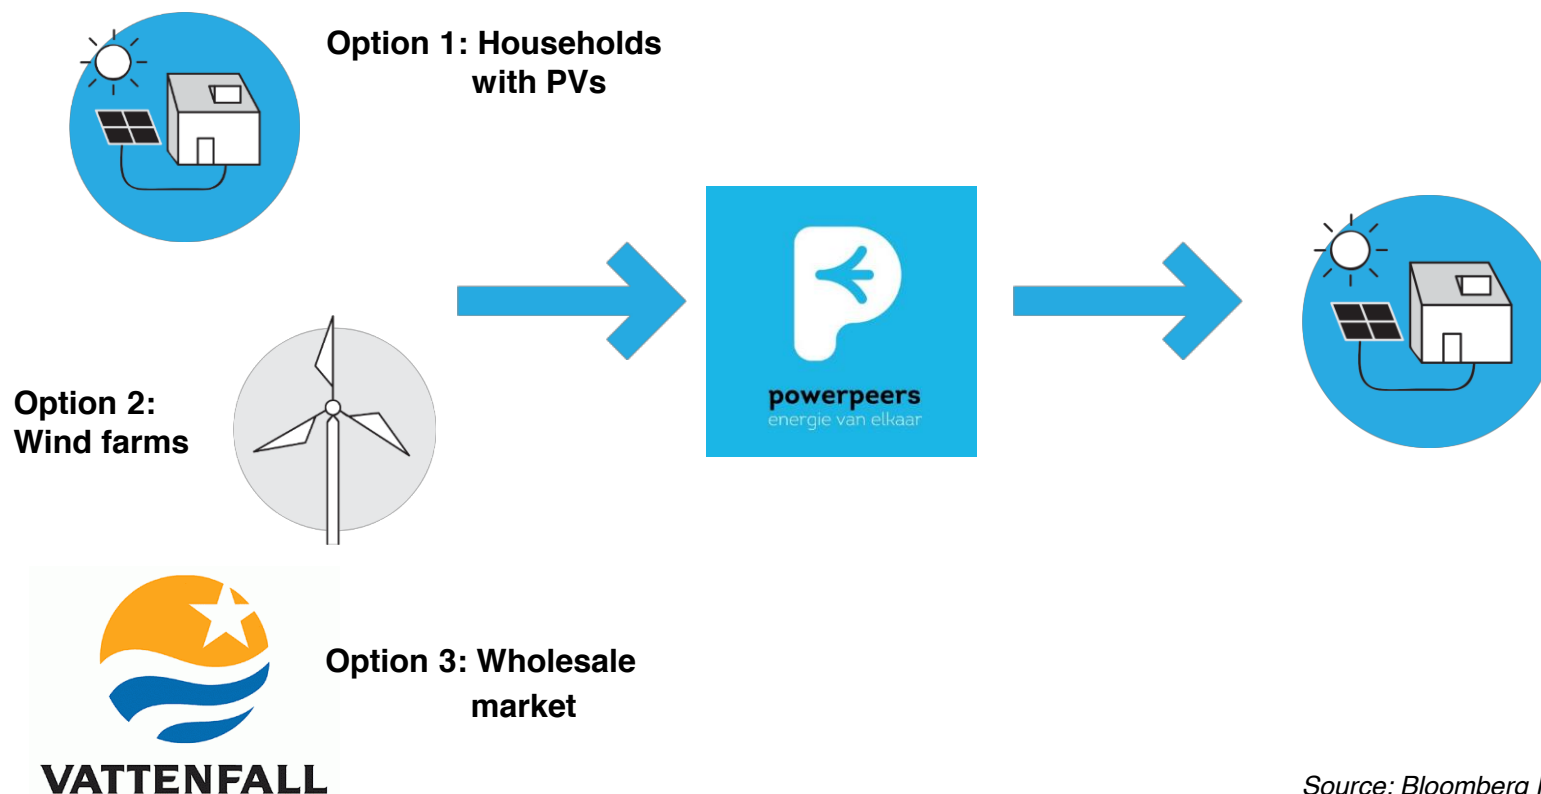 Option 1: Households
with PVs
Option 2:
Wind farms
powerpeers
energie van elkaar
Option 3: Wholesale
market
VATTENFALL
Source: Bloomberg